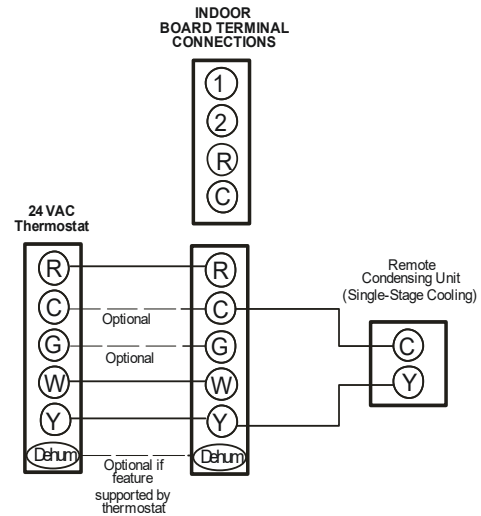 INDOOR
BOARD TERMINAL
CONNECTIONS
1
2
R
C
24 VAC
Thermostat
R
C
G
W
Y
Dehum
Optional
Optional
Optional if
feature
supported by
thermostat
R
C
G
W
Y
Dehum
Remote
Condensing Unit
(Single-Stage Cooling)
C
Y